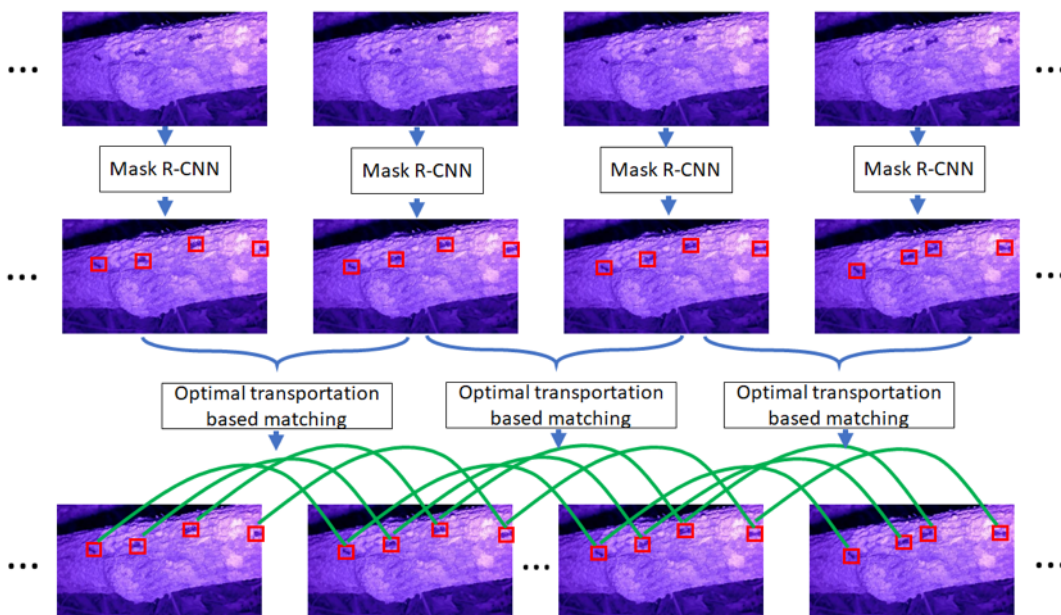 ...
...
Mask R-CNN
Mask R-CNN
Mask R-CNN
Mask R-CNN
...
...
Optimal transportation
based matching
Optimal transportation
based matching
Optimal transportation
based matching
...
...
...